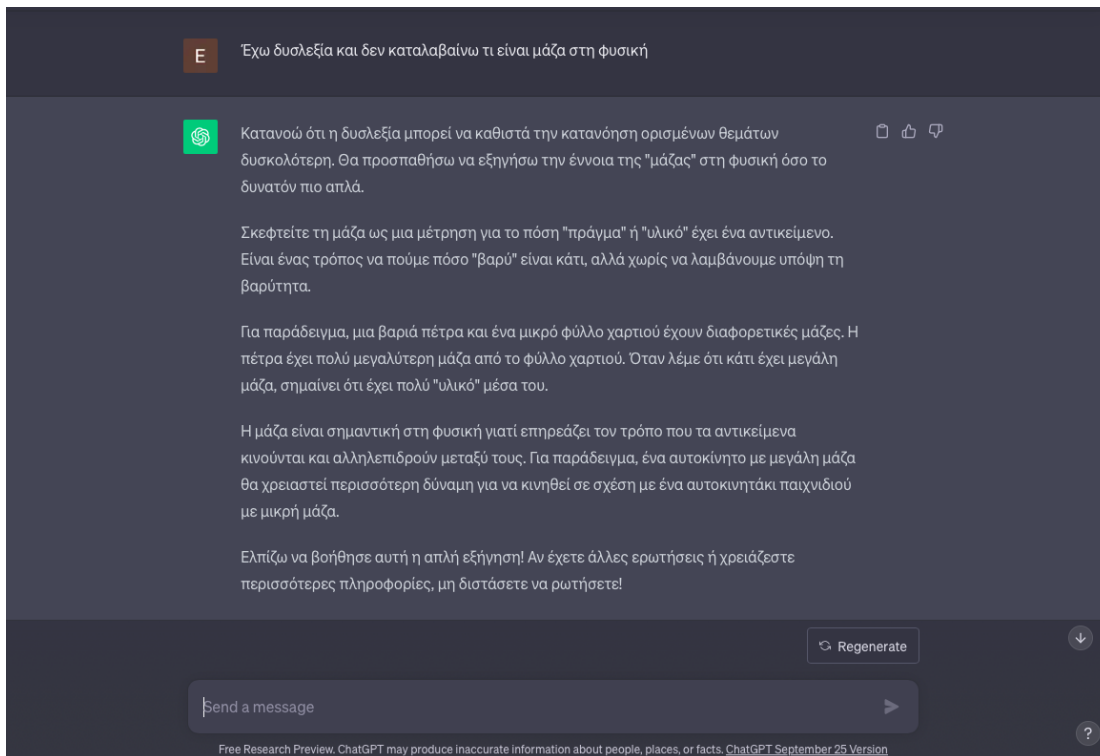 E
Έχω δυσλεξία και δεν καταλαβαίνω τι είναι μάζα στη φυσική
Κατανοώ ότι η δυσλεξία μπορεί να καθιστά την κατανόηση ορισμένων θεμάτων
δυσκολότερη. Θα προσπαθήσω να εξηγήσω την έννοια της "μάζας" στη φυσική όσο το
δυνατόν πιο απλά.
Σκεφτείτε τη μάζα ως μια μέτρηση για το πόση "πράγμα" ή "υλικό" έχει ένα αντικείμενο.
Είναι ένας τρόπος να πούμε πόσο "βαρύ" είναι κάτι, αλλά χωρίς να λαμβάνουμε υπόψη τη
βαρύτητα.
Για παράδειγμα, μια βαριά πέτρα και ένα μικρό φύλλο χαρτιού έχουν διαφορετικές μάζες. Η
πέτρα έχει πολύ μεγαλύτερη μάζα από το φύλλο χαρτιού. Όταν λέμε ότι κάτι έχει μεγάλη
μάζα, σημαίνει ότι έχει πολύ "υλικό" μέσα του.
Η μάζα είναι σημαντική στη φυσική γιατί επηρεάζει τον τρόπο που τα αντικείμενα
κινούνται και αλληλεπιδρούν μεταξύ τους. Για παράδειγμα, ένα αυτοκίνητο με μεγάλη μάζα
θα χρειαστεί περισσότερη δύναμη για να κινηθεί σε σχέση με ένα αυτοκινητάκι παιχνιδιού
με μικρή μάζα.
Ελπίζω να βοήθησε αυτή η απλή εξήγηση! Αν έχετε άλλες ερωτήσεις ή χρειάζεστε
περισσότερες πληροφορίες, μη διστάσετε να ρωτήσετε!
Regenerate
Send a message
?
Free Research Preview. ChatGPT may produce inaccurate information about people, places, or facts. ChatGPT September 25 Version